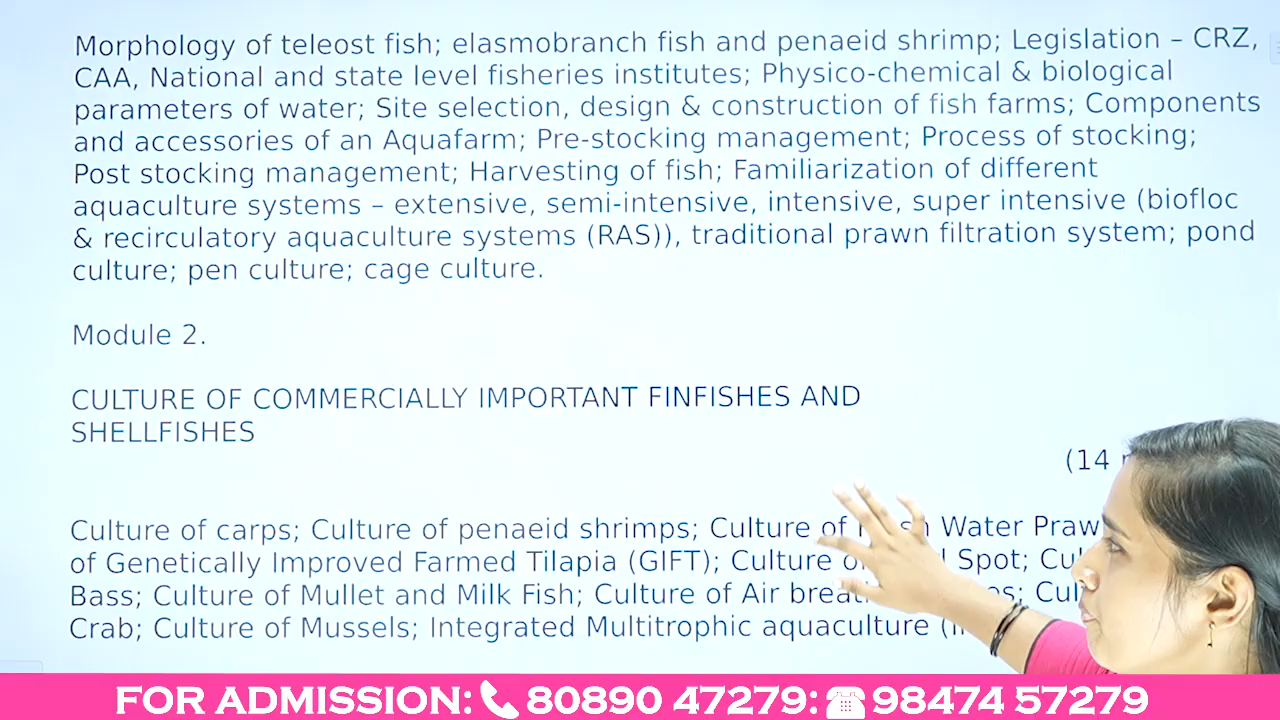 Morphology of teleost fish; elasmobranch fish and penaeid shrimp; Legislation – CRZ,
CAA, National and state level fisheries institutes; Physico-chemical & biological
parameters of water; Site selection, design & construction of fish farms; Components
and accessories of an Aquafarm; Pre-stocking management; Process of stocking;
Post stocking management; Harvesting of fish; Familiarization of different
aquaculture systems – extensive, semi-intensive, intensive, super intensive (biofloc
& recirculatory aquaculture systems (RAS)), traditional prawn filtration system; pond
culture; pen culture; cage culture.
Module 2.
CULTURE OF COMMERCIALLY IMPORTANT FINFISHES AND
SHELLFISHES
(14
Culture of carps; Culture of penaeid shrimps; Culture of Water
of Genetically Improved Farmed Tilapia (GIFT); Culture Spot;
Bass; Culture of Mullet and Milk Fish; Culture of Air
Crab; Culture of Mussels; Integrated Multitrophic aquaculture
FOR ADMISSION: 80890 47279: 98474 57279